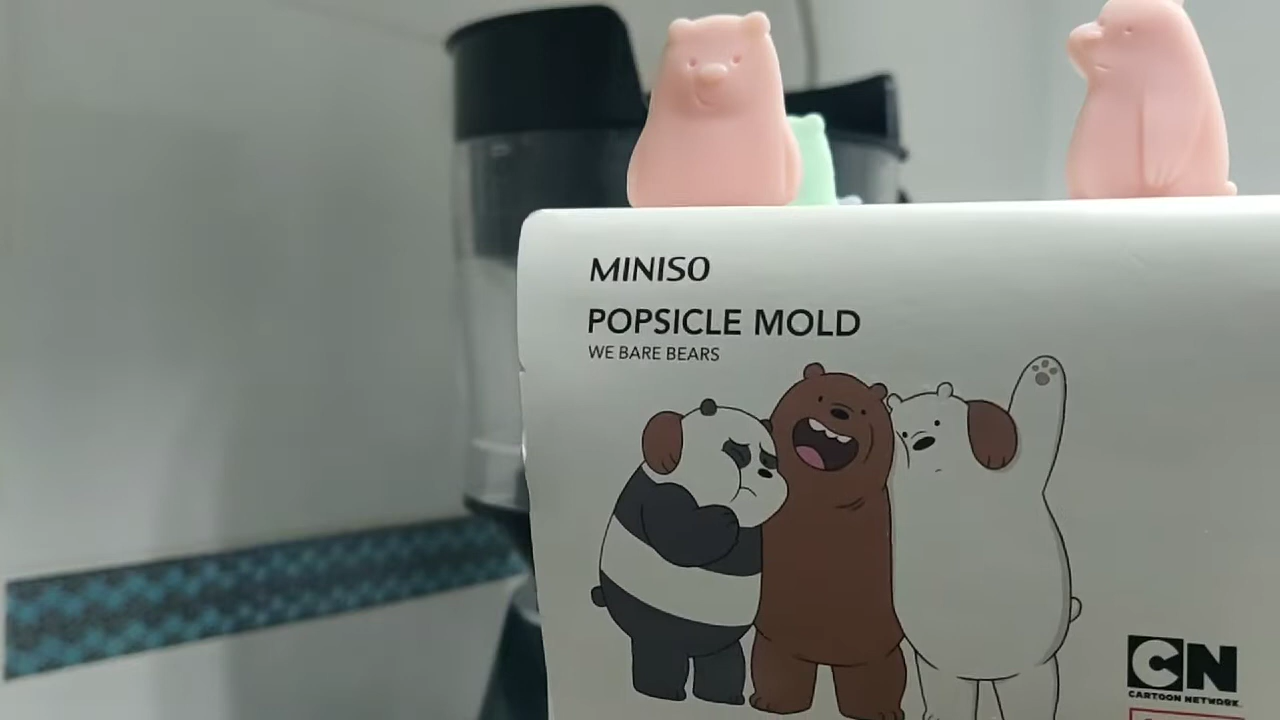 MINISO
POPSICLE MOLD
WE BARE BEARS
CN
CARTOON NETWORK